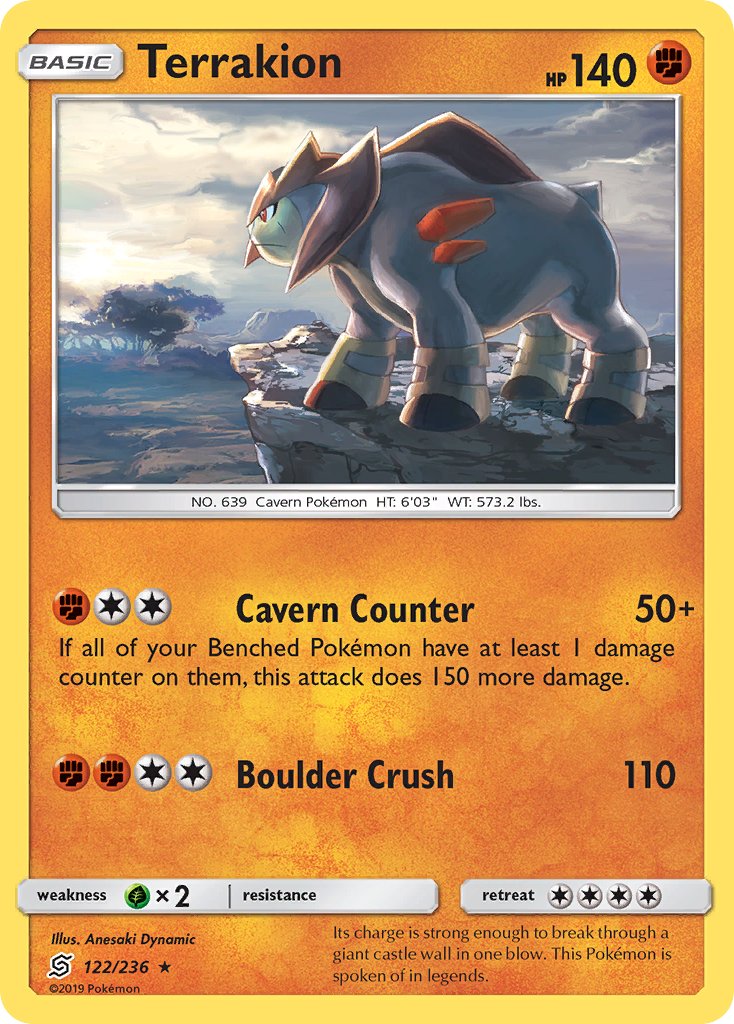 BASIC Terrakion HP 140
NO. 639 Cavern Pokémon HT: 6'03" WT: 573.2 lbs.
Cavern Counter 50+
If all of your Benched Pokémon have at least 1 damage
counter on them, this attack does 150 more damage.
Boulder Crush 110
weakness ×2 resistance retreat
Illus. Anesaki Dynamic
122/236 ★
©2019 Pokémon
Its charge is strong enough to break through a
giant castle wall in one blow. This Pokémon is
spoken of in legends.